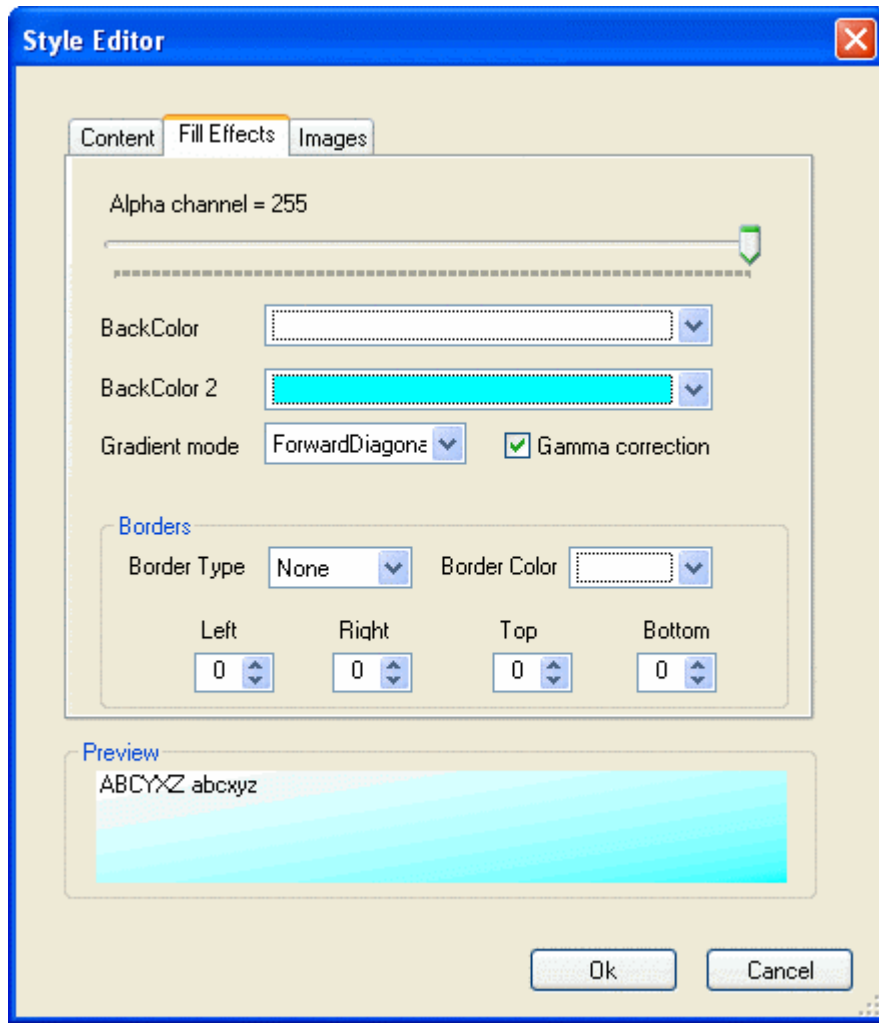 Style Editor
Content Fill Effects Images
Alpha channel = 255
BackColor
BackColor 2
Gradient mode ForwardDiagona Gamma correction
Borders
Border Type None Border Color
Left Right Top Bottom
0 0 0 0
Preview
ABCYXZ abcxyz
Ok Cancel